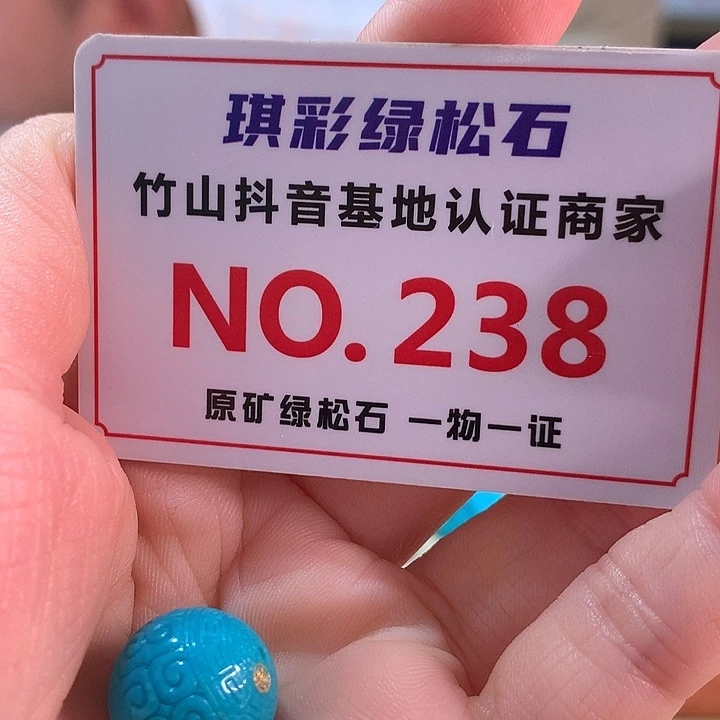 琪彩绿松石
竹山抖音基地认证商家
NO.238
原矿绿松石 一物一证